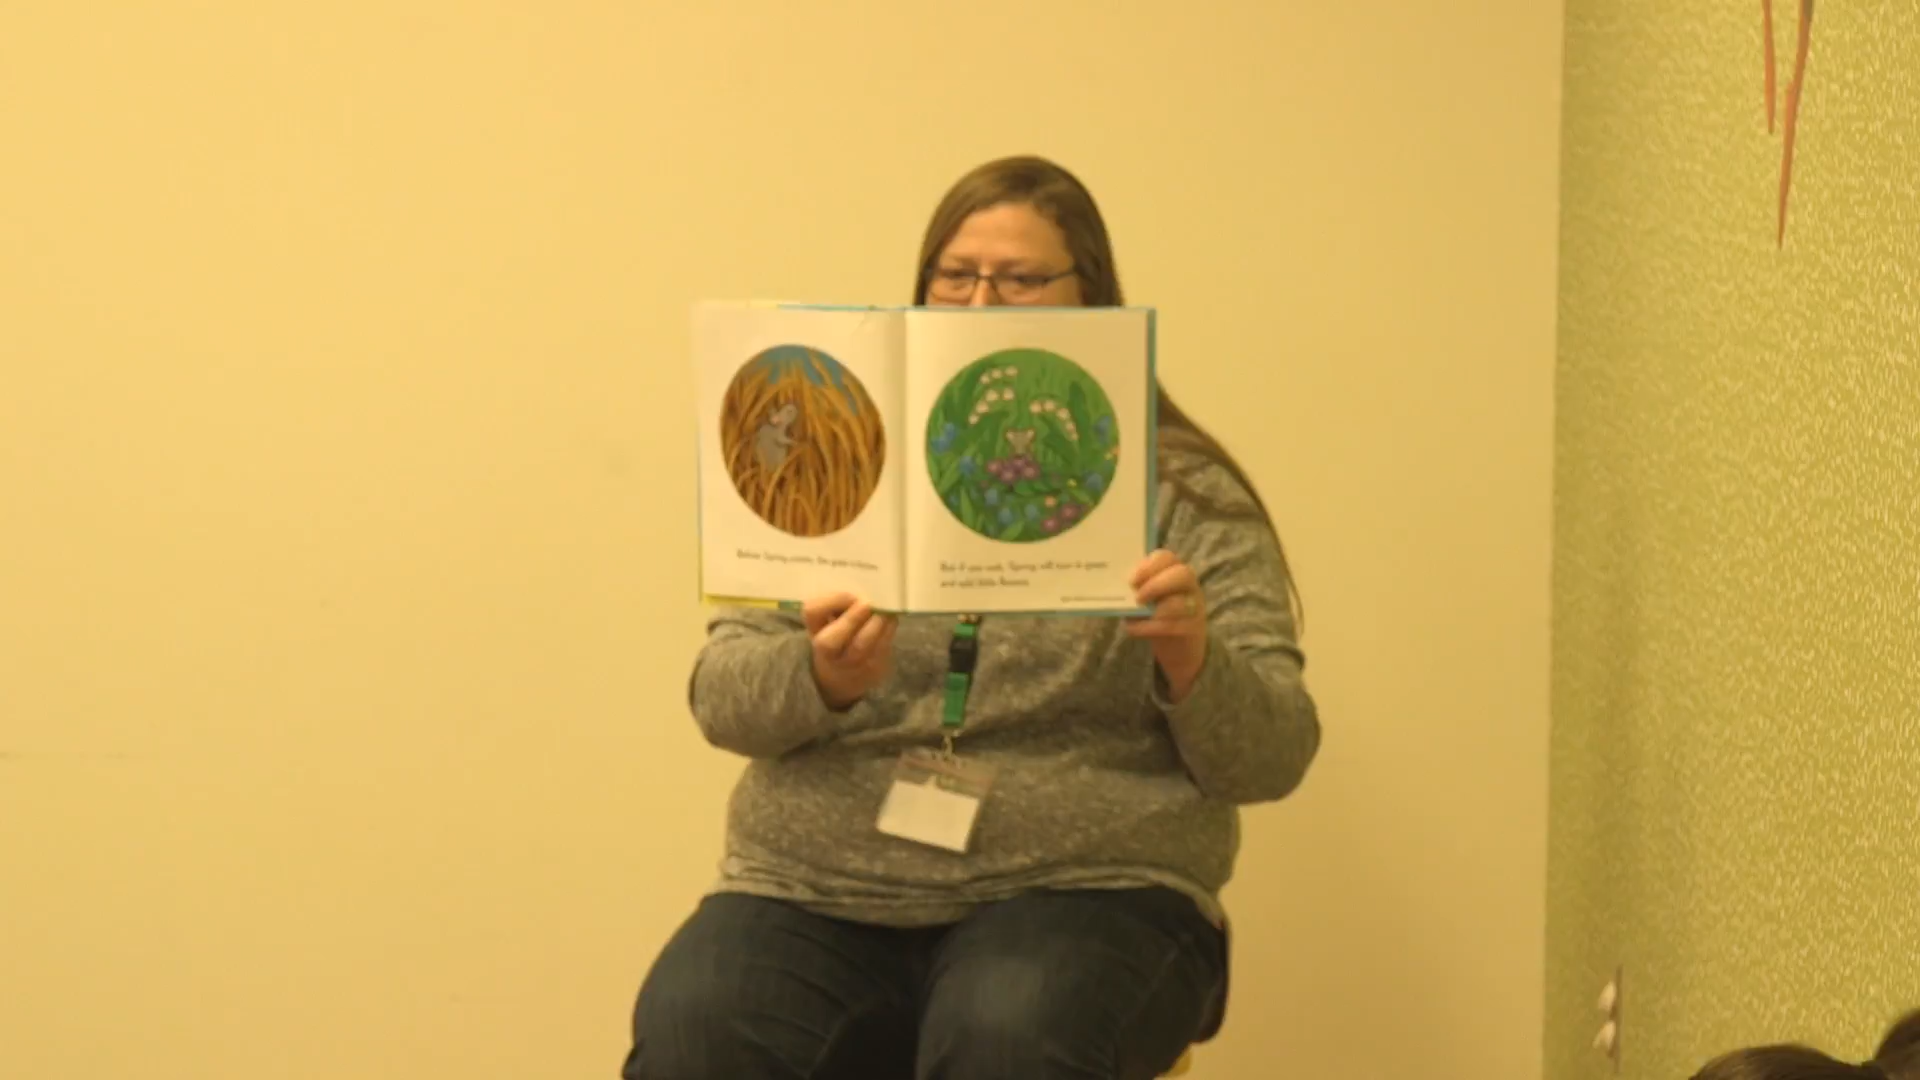 Before Spring comes, the grass is brown.
But if you wait, Spring will turn it green
and add little flowers.